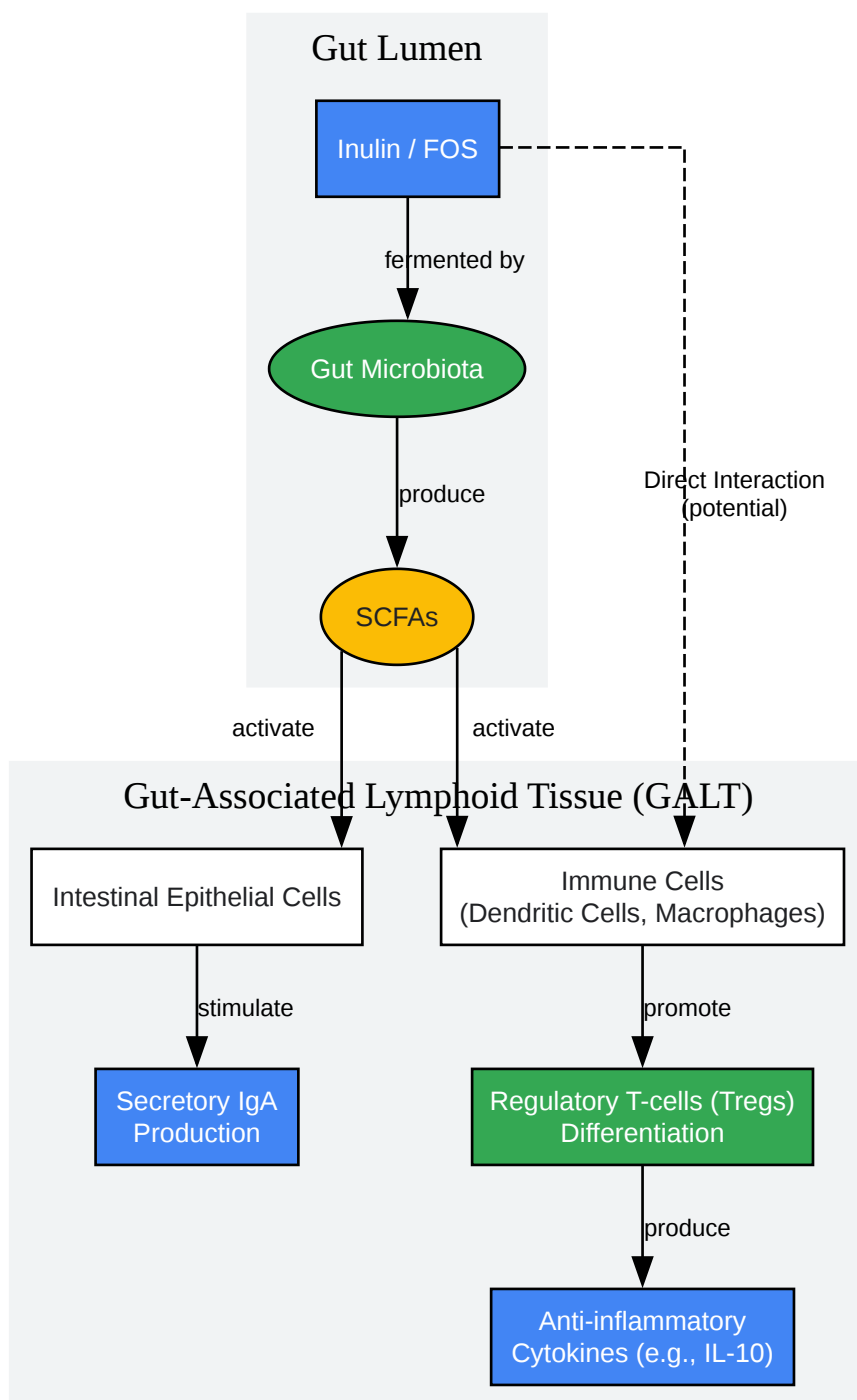 Gut Lumen
Inulin / FOS
fermented by
Gut Microbiota
produce
Direct Interaction
(potential)
SCFAs
activate
activate
Gut-Associated Lymphoid Tissue (GALT)
Intestinal Epithelial Cells
Immune Cells
(Dendritic Cells, Macrophages)
stimulate
promote
Secretory IgA
Production
Regulatory T-cells (Tregs)
Differentiation
produce
Anti-inflammatory
Cytokines (e.g., IL-10)